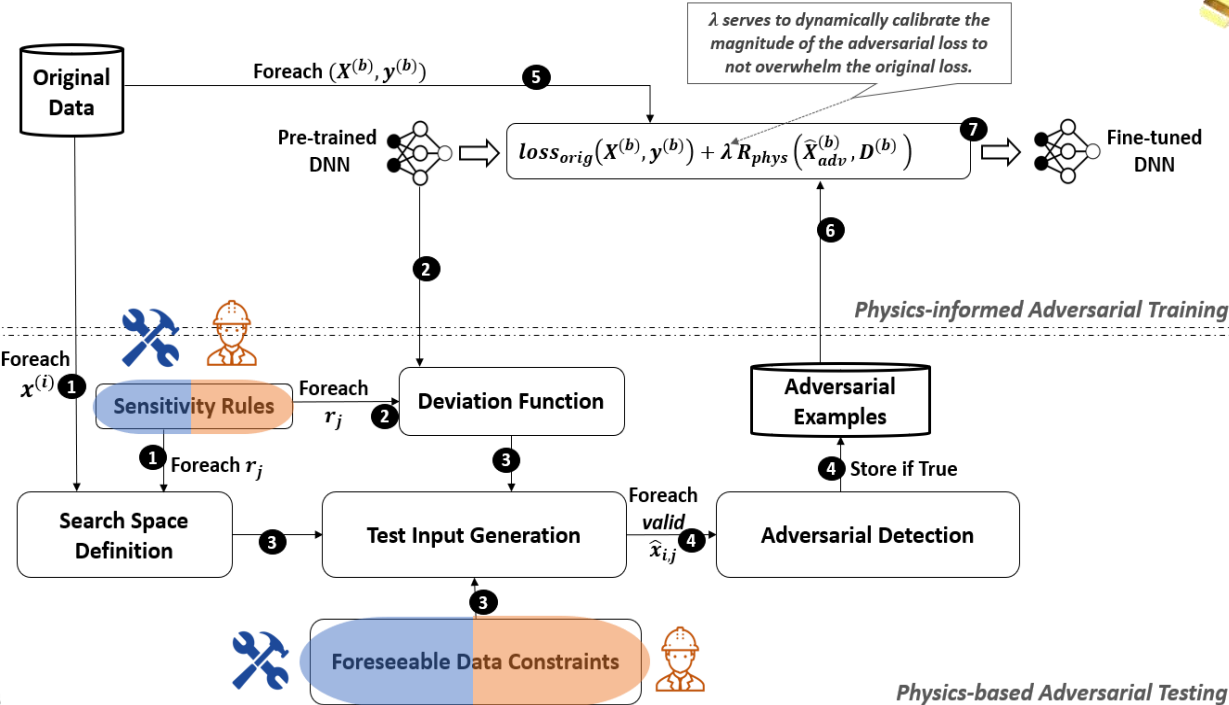 λ serves to dynamically calibrate the
magnitude of the adversarial loss to
not overwhelm the original loss.
Original
Data
Foreach (X^(b), y^(b))
5
Pre-trained
DNN
loss_orig(X^(b), y^(b)) + λR_phys(X̂_adv^(b), D^(b))
7
Fine-tuned
DNN
2
6
Physics-informed Adversarial Training
Foreach
x^(i)
1
Sensitivity Rules
Foreach
r_j
2
Deviation Function
Adversarial
Examples
1
Foreach r_j
3
4
Store if True
Search Space
Definition
3
Test Input Generation
Foreach
valid
x̂_i,j
4
Adversarial Detection
3
Foreseeable Data Constraints
Physics-based Adversarial Testing